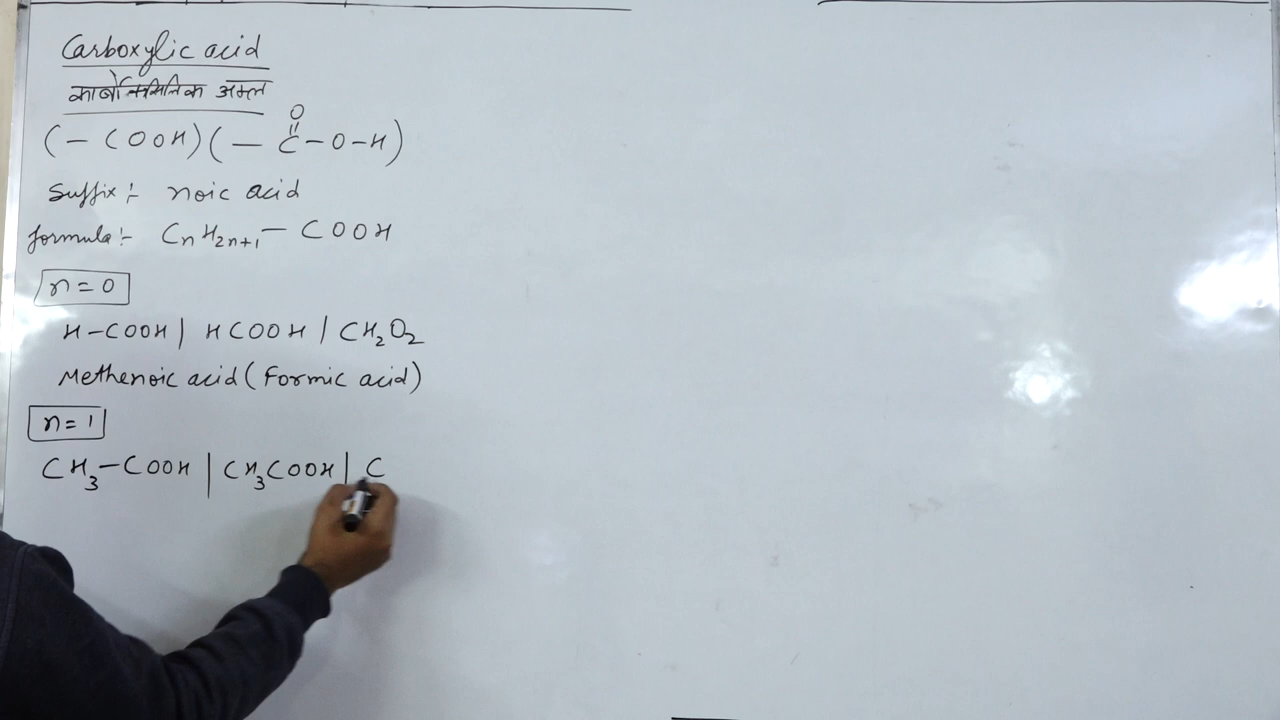 Carboxylic acid
कार्बोक्सिलिक अम्ल
(— COOH)(— C-O-H)
O
Suffix:- noic acid
formula:- CnH2n+1— COOH
n = 0
H-COOH | HCOOH | CH2O2
Methenoic acid (Formic acid)
n = 1
CH3-COOH | CH3COOH | C